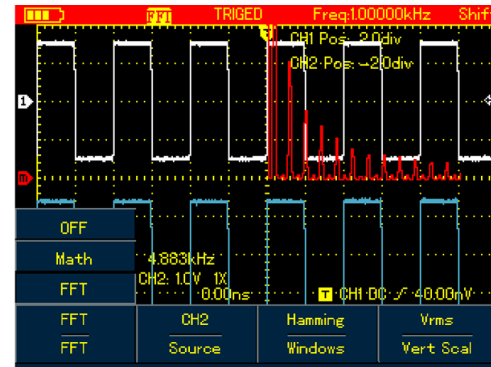 FFT TRIGED Freq:1.00000kHz Shif
T CH1 Pos: 2.0div
CH2 Pos: -2.0div
1
m
OFF
Math 4.883kHz
CH2: 1.0V 1X
FFT 0.00ns T CH1 DC 40.00mV
FFT CH2 Hamming Vrms
FFT Source Windows Vert Scal